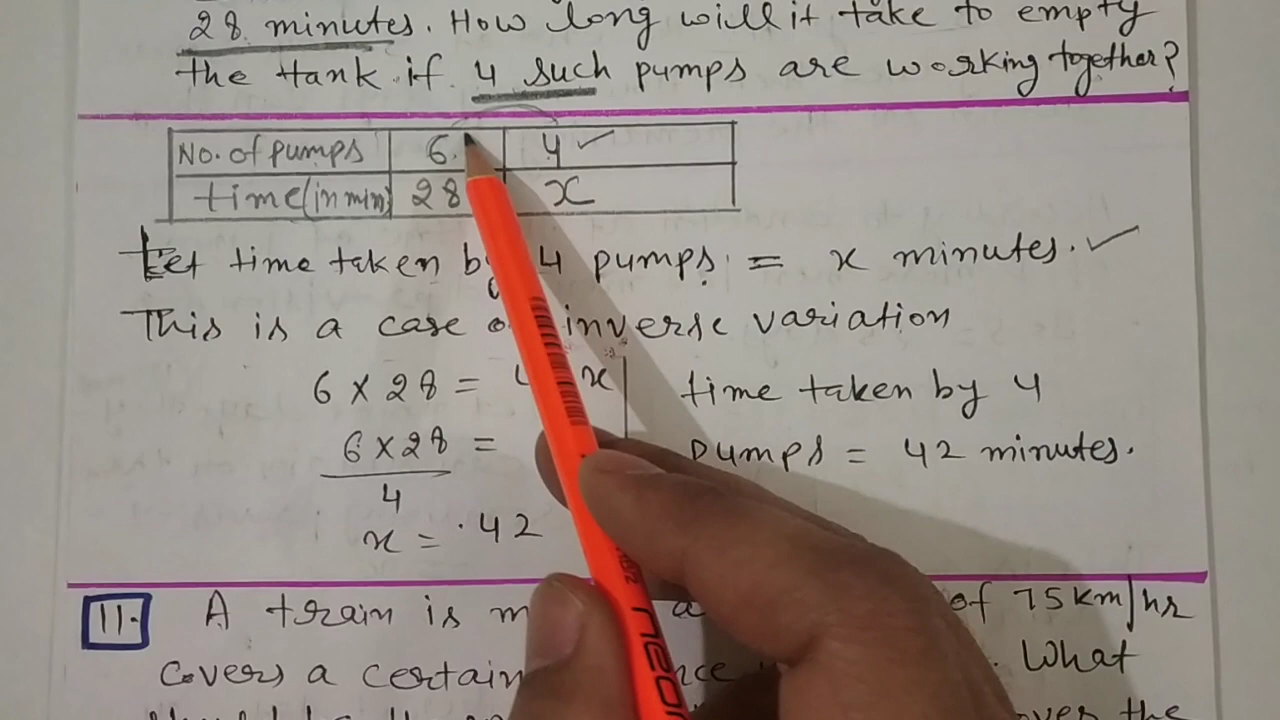 28 minutes. How long will it take to empty
the tank if 4 such pumps are working together?
No. of pumps 6 4 ✓
time (in min) 28 x
Let time taken by 4 pumps = x minutes. ✓
This is a case of inverse variation
6 × 28 = x
time taken by 4
6 × 28 =
4
pumps = 42 minutes.
x = 42
11. A train is of 75 km/hr
covers a certain What
the
neon